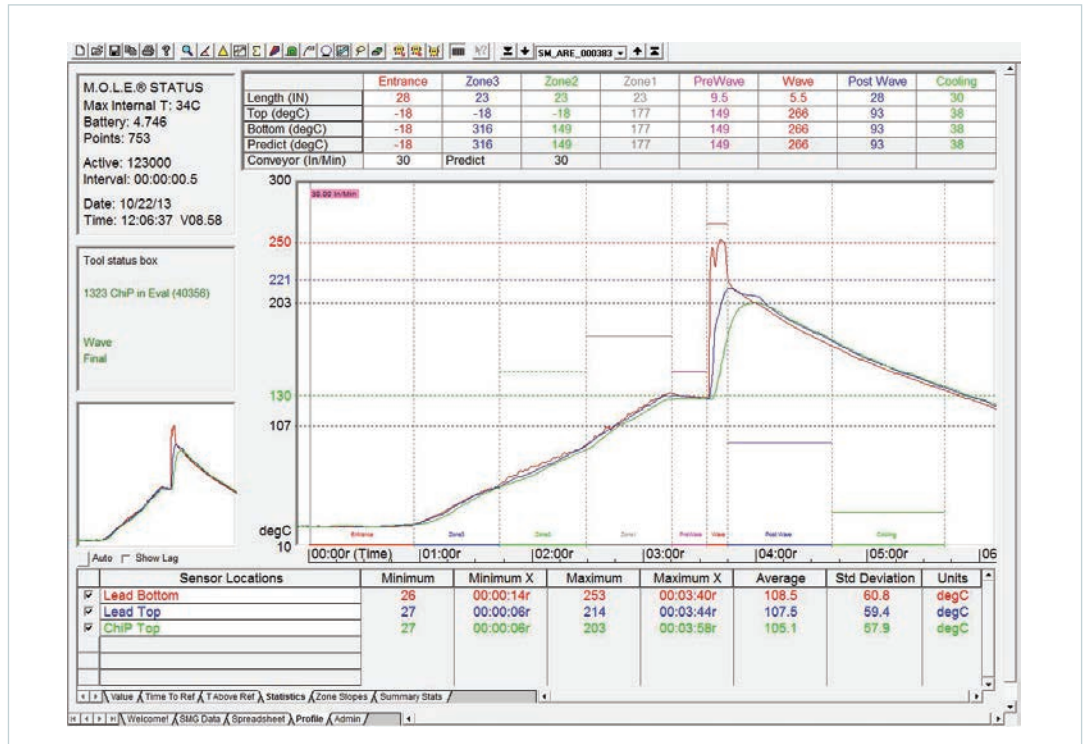 SM_ARE_000383
M.O.L.E.® STATUS
Max Internal T: 34C
Battery: 4.746
Points: 753
Active: 123000
Interval: 00:00:00.5
Date: 10/22/13
Time: 12:06:37 V08.58
Entrance Zone3 Zone2 Zone1 PreWave Wave Post Wave Cooling
Length (IN) 28 23 23 23 9.5 5.5 28 30
Top (degC) -18 -18 -18 177 149 266 93 38
Bottom (degC) -18 316 149 177 149 266 93 38
Predict (degC) -18 316 149 177 149 266 93 38
Conveyor (In/Min) 30 Predict 30
Tool status box
1323 ChiP in Eval (40356)
Wave
Final
300
30.00 In/Min
250
221
203
130
107
degC
10
Entrance Zone3 Zone2 Zone1 PreWave Wave Post Wave Cooling
00:00r (Time) 01:00r 02:00r 03:00r 04:00r 05:00r 06
Auto Show Lag
Sensor Locations Minimum Minimum X Maximum Maximum X Average Std Deviation Units
Lead Bottom 26 00:00:14r 253 00:03:40r 108.5 60.8 degC
Lead Top 27 00:00:06r 214 00:03:44r 107.5 59.4 degC
ChiP Top 27 00:00:06r 203 00:03:58r 105.1 57.9 degC
Value Time To Ref T Above Ref Statistics Zone Slopes Summary Stats
Welcome! SMG Data Spreadsheet Profile Admin